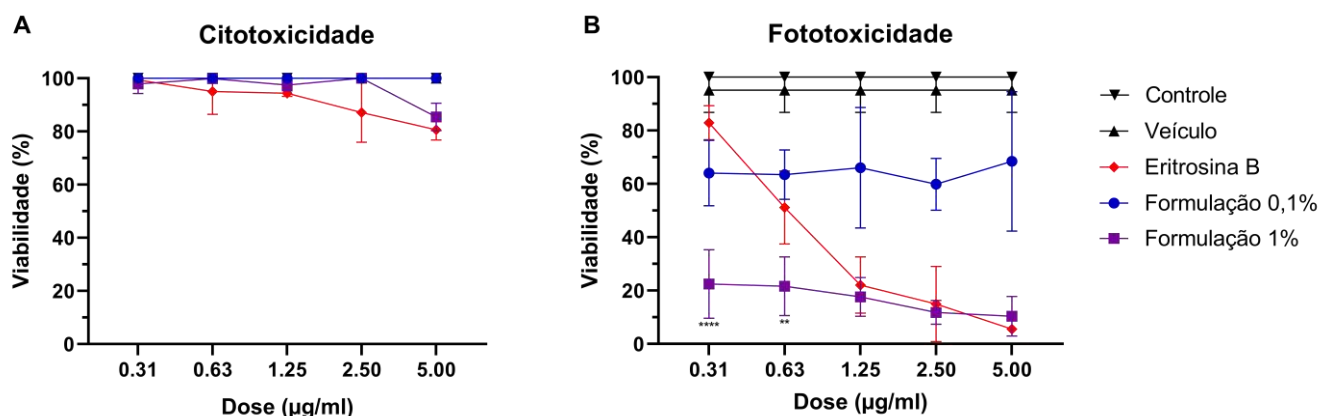 A
Citotoxicidade
Viabilidade (%)
100
80
60
40
20
0
0.31 0.63 1.25 2.50 5.00
Dose (µg/ml)
B
Fototoxicidade
Viabilidade (%)
100
80
60
40
20
0
****
**
0.31 0.63 1.25 2.50 5.00
Dose (µg/ml)
Controle
Veículo
Eritrosina B
Formulação 0,1%
Formulação 1%